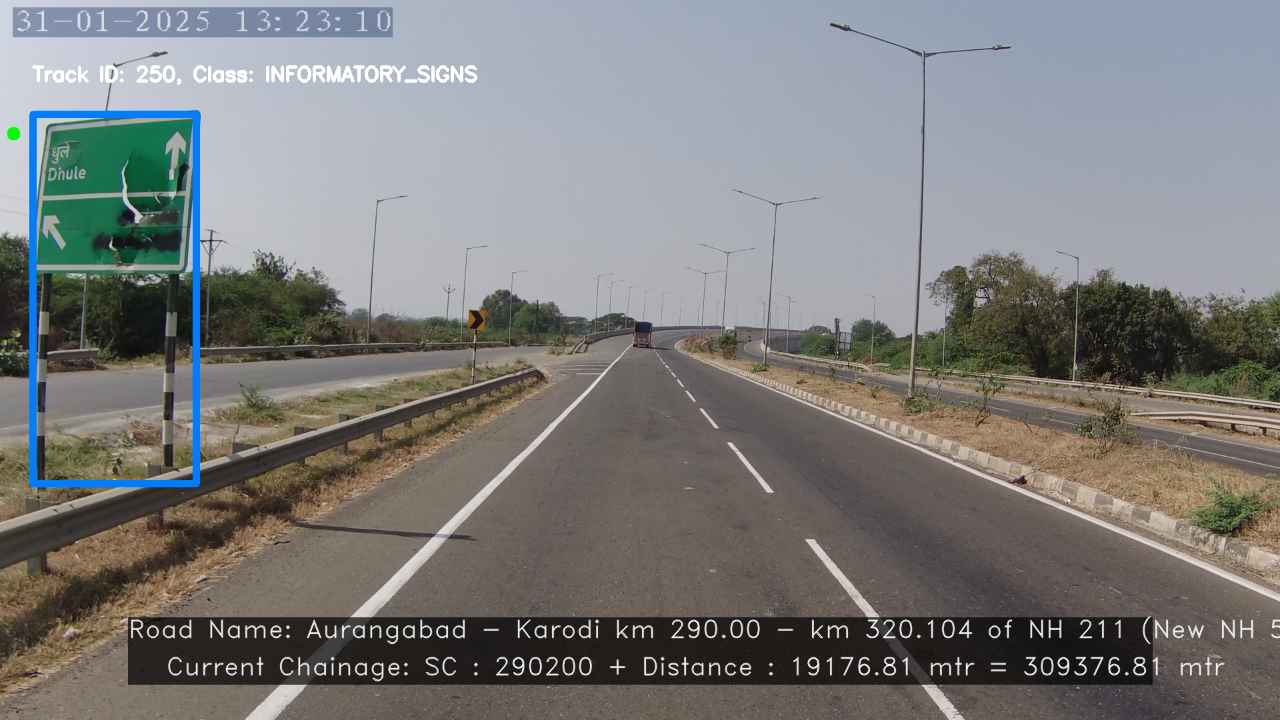 31-01-2025 13:23:10
Track ID: 250, Class: INFORMATORY_SIGNS
धुले
Dhule
Road Name: Aurangabad - Karodi km 290.00 - km 320.104 of NH 211 (New NH 5
Current Chainage: SC : 290200 + Distance : 19176.81 mtr = 309376.81 mtr